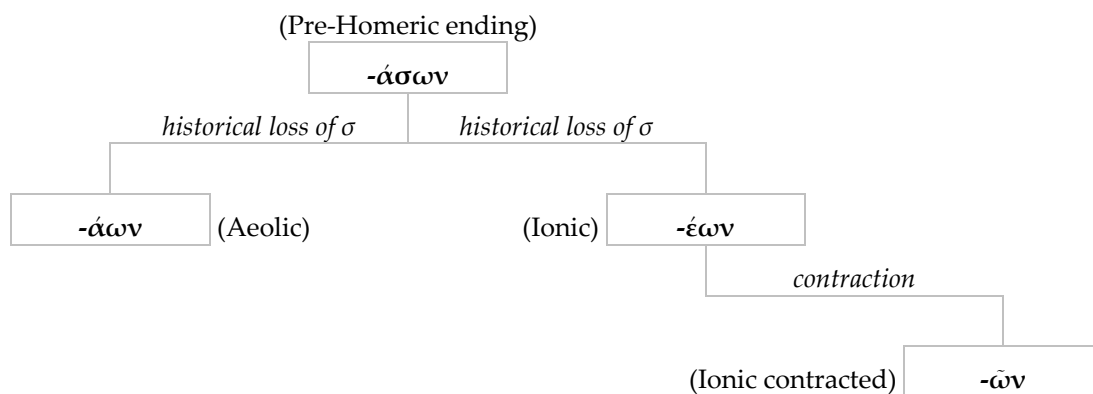 (Pre-Homeric ending)
-άσων
historical loss of σ historical loss of σ
-άων (Aeolic) (Ionic) -έων
contraction
(Ionic contracted) -ῶν